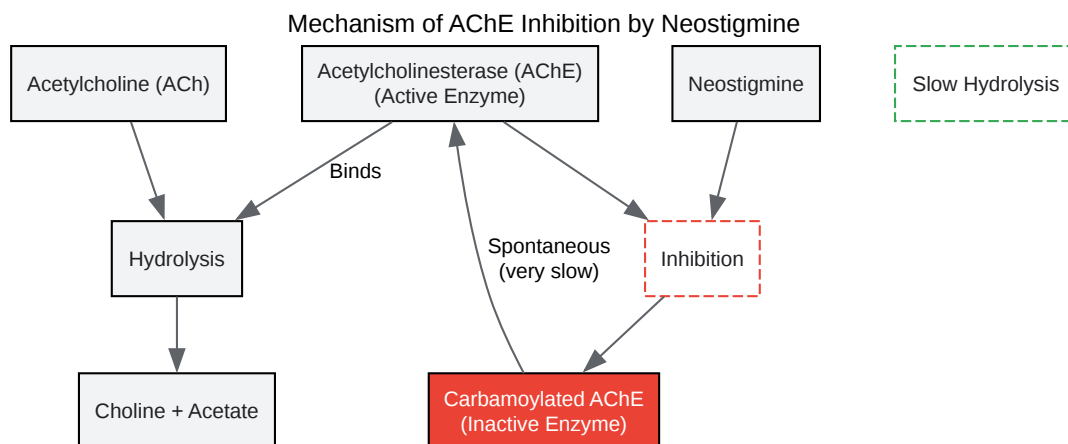 Mechanism of AChE Inhibition by Neostigmine
Acetylcholine (ACh)
Acetylcholinesterase (AChE)
(Active Enzyme)
Neostigmine
Slow Hydrolysis
Binds
Hydrolysis
Spontaneous
(very slow)
Inhibition
Choline + Acetate
Carbamoylated AChE
(Inactive Enzyme)